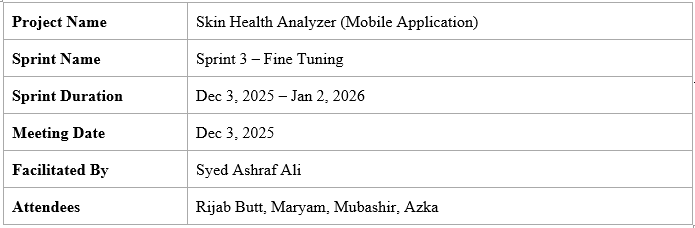 Project Name Skin Health Analyzer (Mobile Application)
Sprint Name Sprint 3 – Fine Tuning
Sprint Duration Dec 3, 2025 – Jan 2, 2026
Meeting Date Dec 3, 2025
Facilitated By Syed Ashraf Ali
Attendees Rijab Butt, Maryam, Mubashir, Azka